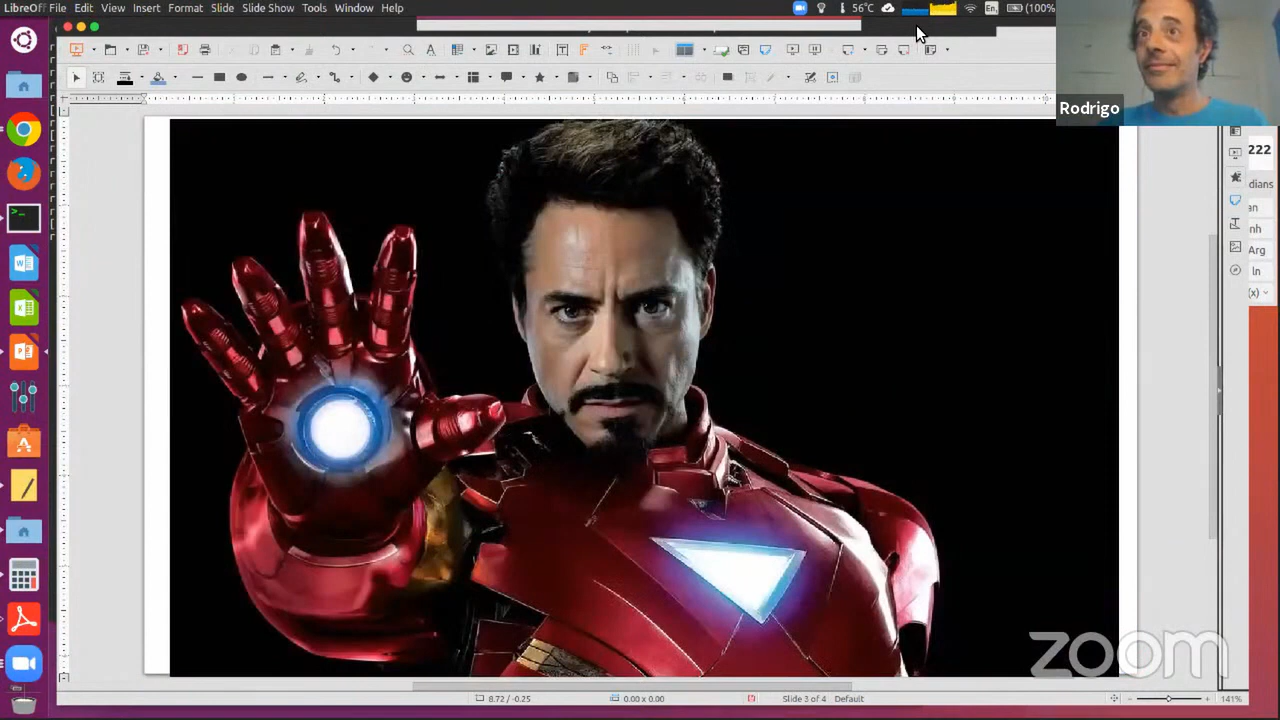 LibreOf File Edit View Insert Format Slide Slide Show Tools Window Help 56°C En (100%
Rodrigo
222
dians
an
nh
Arg
ln
(x)
zoom
8.72 / -0.25 0.00 x 0.00 Slide 3 of 4 Default 141%